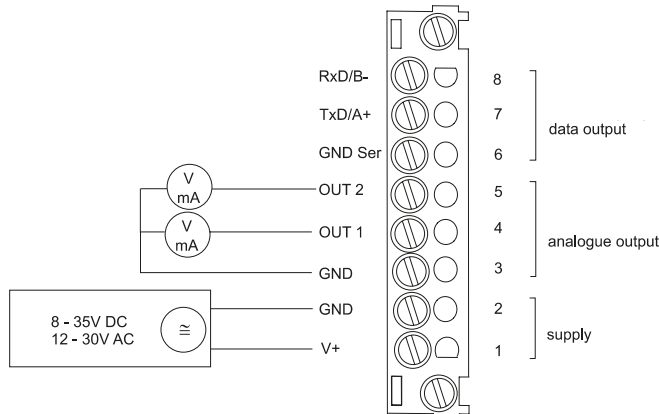 RxD/B- 8
TxD/A+ 7
data output
GND Ser 6
V
mA
OUT 2 5
V
mA
OUT 1 4
analogue output
GND 3
GND 2
8 - 35V DC
12 - 30V AC
≅
supply
V+ 1